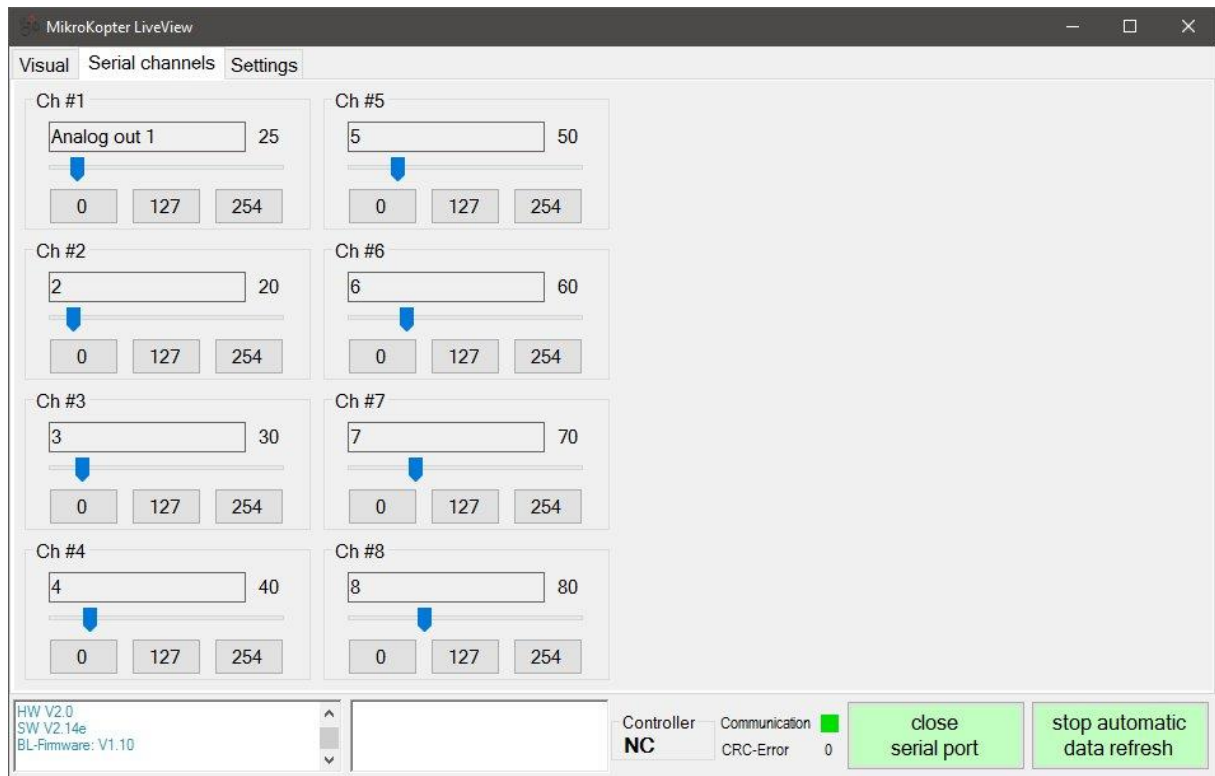 MikroKopter LiveView
Visual Serial channels Settings
Ch #1
Analog out 1 25
0 127 254
Ch #2
2 20
0 127 254
Ch #3
3 30
0 127 254
Ch #4
4 40
0 127 254
Ch #5
5 50
0 127 254
Ch #6
6 60
0 127 254
Ch #7
7 70
0 127 254
Ch #8
8 80
0 127 254
HW V2.0
SW V2.14e
BL-Firmware: V1.10
Controller
NC
Communication
CRC-Error 0
close
serial port
stop automatic
data refresh